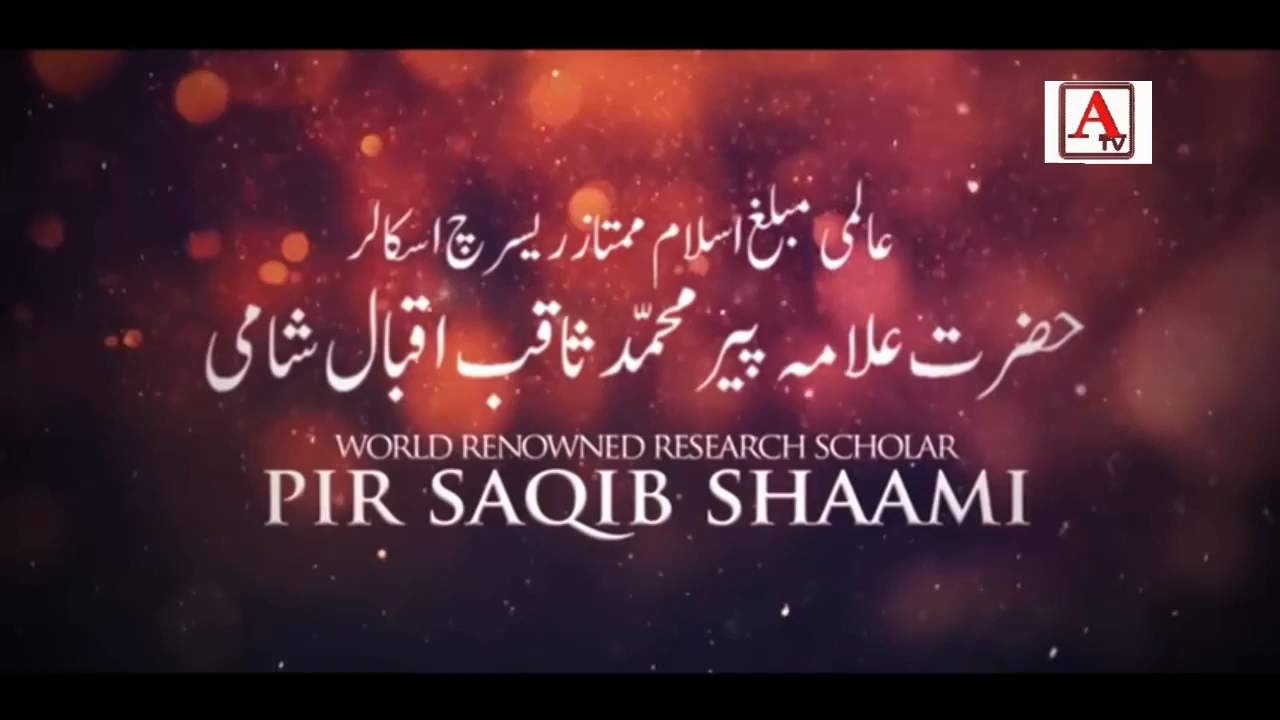 A
TV
عالمی مبلغ اسلام ممتاز ریسرچ اسکالر
حضرت علامہ پیر محمّد ثاقب اقبال شامی
WORLD RENOWNED RESEARCH SCHOLAR
PIR SAQIB SHAAMI